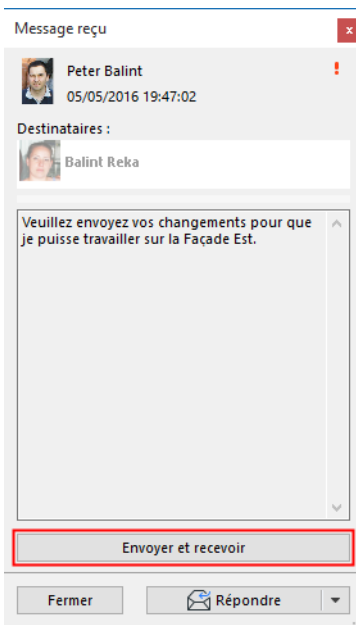 Message reçu
x
Peter Balint
05/05/2016 19:47:02
Destinataires :
Balint Reka
Veuillez envoyez vos changements pour que
je puisse travailler sur la Façade Est.
Envoyer et recevoir
Fermer
Répondre